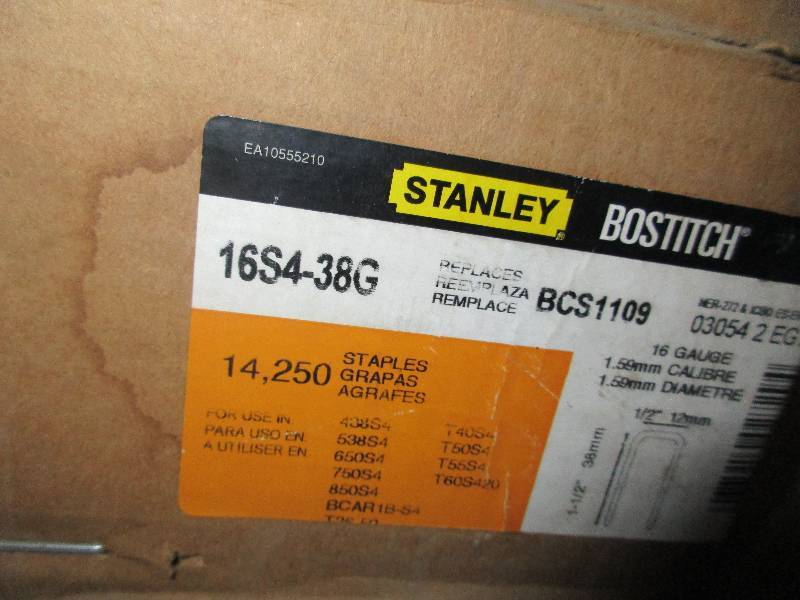 EA10555210
STANLEY BOSTITCH®
16S4-38G
REPLACES
REEMPLAZA
REMPLACE
BCS1109
03054 2
14,250
STAPLES
GRAPAS
AGRAFES
16 GAUGE
1.59mm CALIBRE
1.59mm DIAMETRE
FOR USE IN
PARA USO EN
A UTILISER EN
438S4
538S4
650S4
750S4
850S4
BCAR1B-S4
T40S4
T50S4
T55S4
T60S420
1/2" 12mm
1-1/2" 38mm